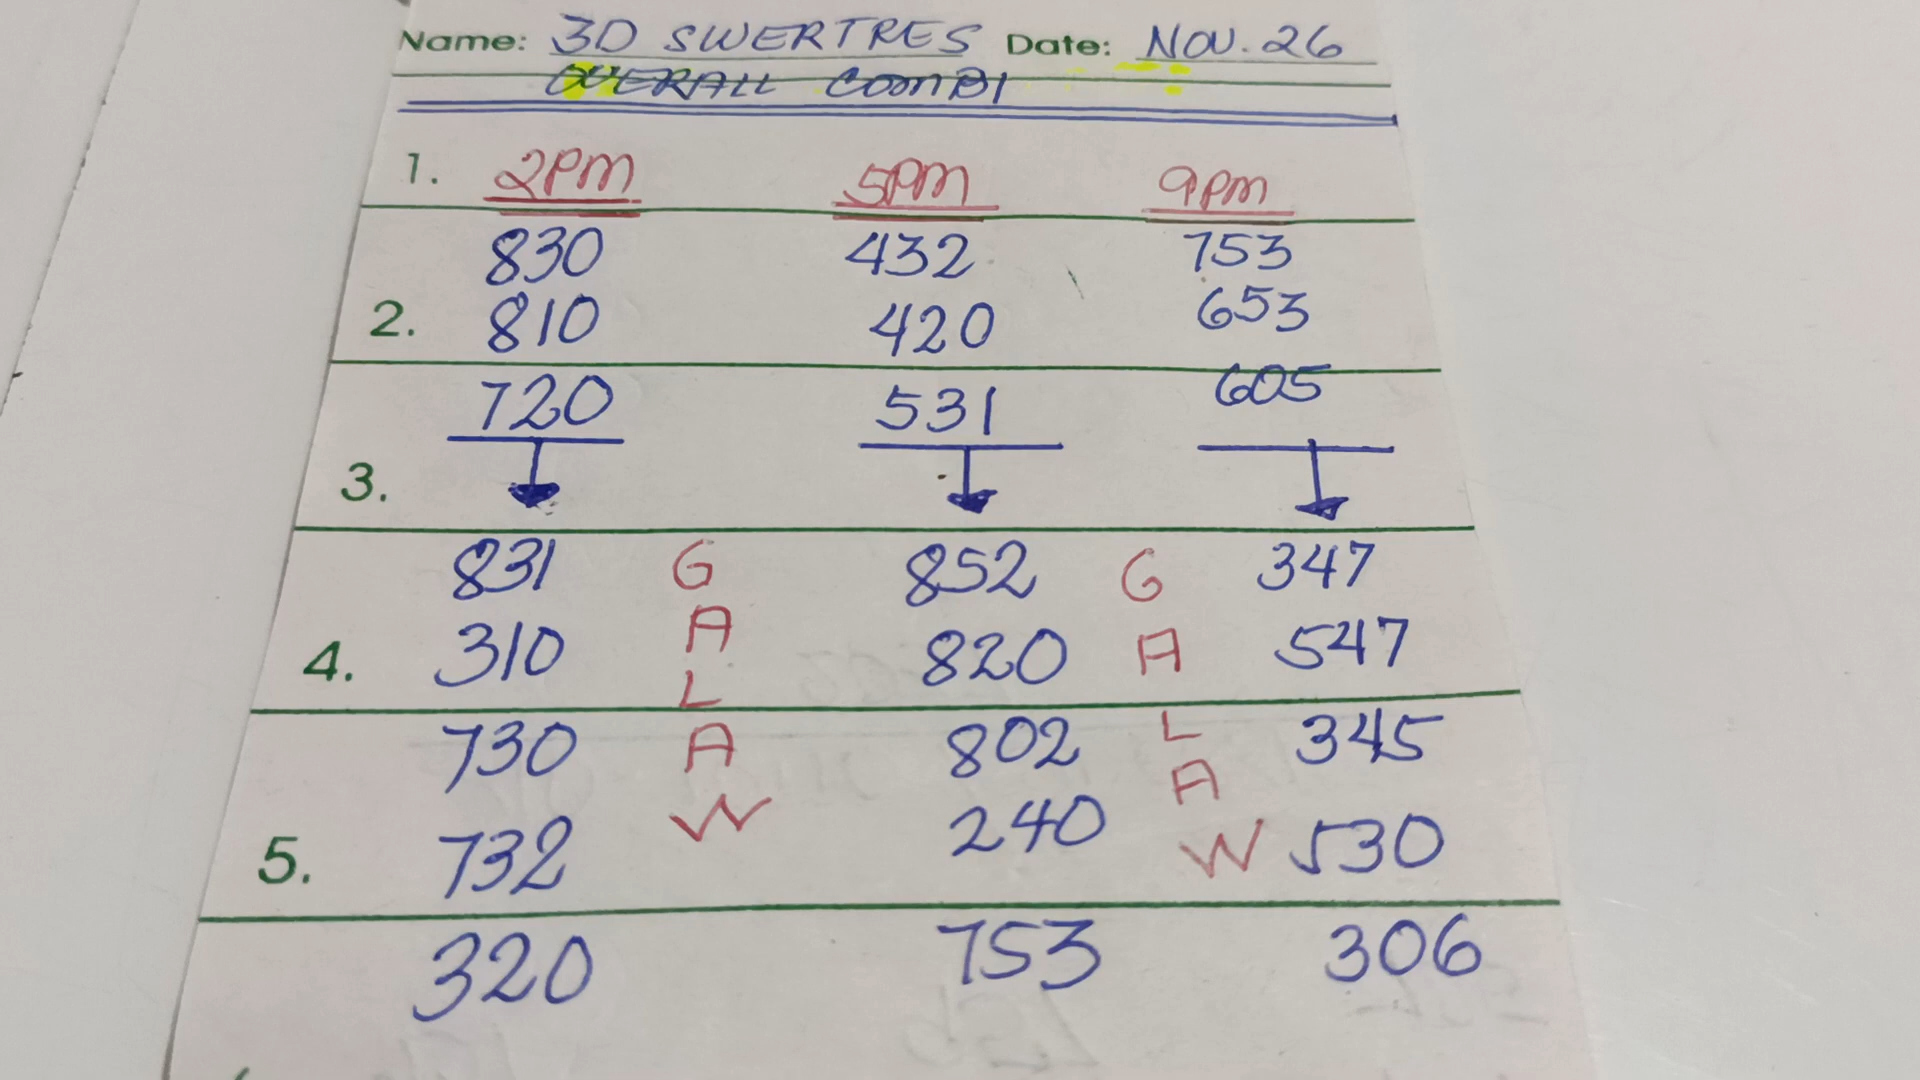 Name: 3D SWERTRES Date: NOV. 26
OVERALL COMBI
1. 2PM 5PM 9PM
830 432 753
2. 810 420 653
720 531 605
3.
831 G 852 G 347
A
4. 310 820 A 547
L
730 A 802 L 345
A
W 240
5. 732 W 530
320 753 306